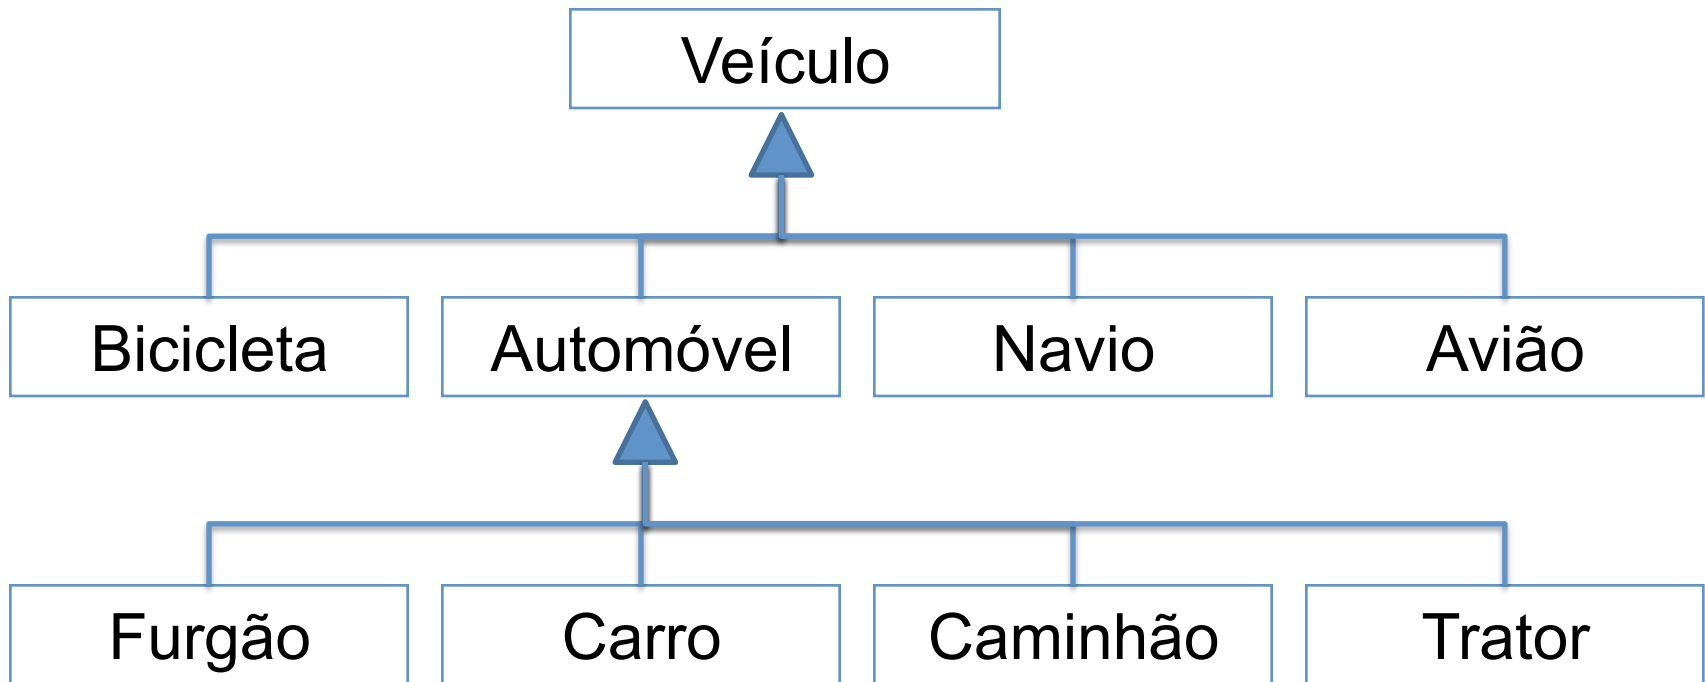 Veículo
Bicicleta
Automóvel
Navio
Avião
Furgão
Carro
Caminhão
Trator